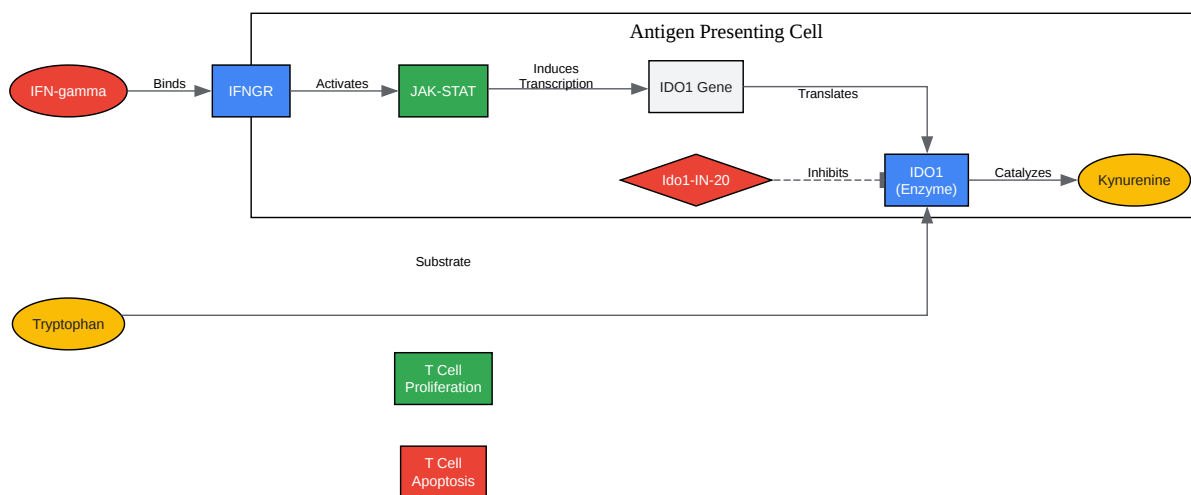 Antigen Presenting Cell
IFN-gamma
Binds
IFNGR
Activates
JAK-STAT
Induces
Transcription
IDO1 Gene
Translates
Ido1-IN-20
Inhibits
IDO1
(Enzyme)
Catalyzes
Kynurenine
Substrate
Tryptophan
T Cell
Proliferation
T Cell
Apoptosis